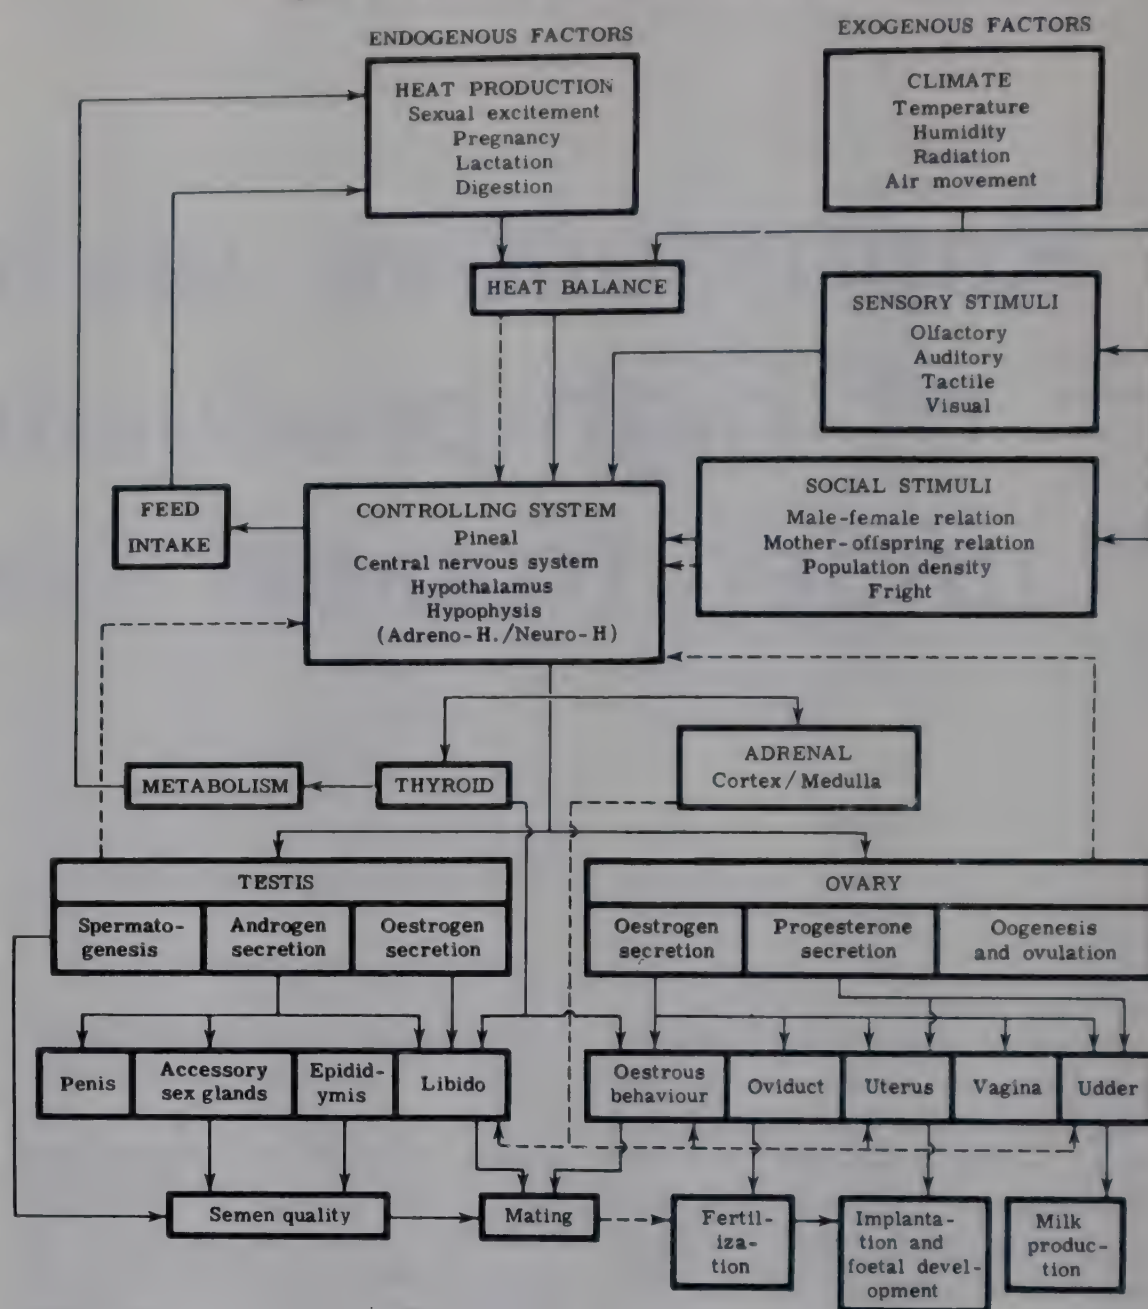 ENDOGENOUS FACTORS
EXOGENOUS FACTORS
HEAT PRODUCTION
Sexual excitement
Pregnancy
Lactation
Digestion
CLIMATE
Temperature
Humidity
Radiation
Air movement
HEAT BALANCE
SENSORY STIMULI
Olfactory
Auditory
Tactile
Visual
FEED
INTAKE
CONTROLLING SYSTEM
Pineal
Central nervous system
Hypothalamus
Hypophysis
(Adreno-H./Neuro-H)
SOCIAL STIMULI
Male-female relation
Mother-offspring relation
Population density
Fright
METABOLISM
THYROID
ADRENAL
Cortex/Medulla
TESTIS
Spermato-
genesis
Androgen
secretion
Oestrogen
secretion
OVARY
Oestrogen
secretion
Progesterone
secretion
Oogenesis
and ovulation
Penis
Accessory
sex glands
Epidid-
ymis
Libido
Oestrous
behaviour
Oviduct
Uterus
Vagina
Udder
Semen quality
Mating
Fertil-
iza-
tion
Implanta-
tion and
foetal devel-
opment
Milk
produc-
tion